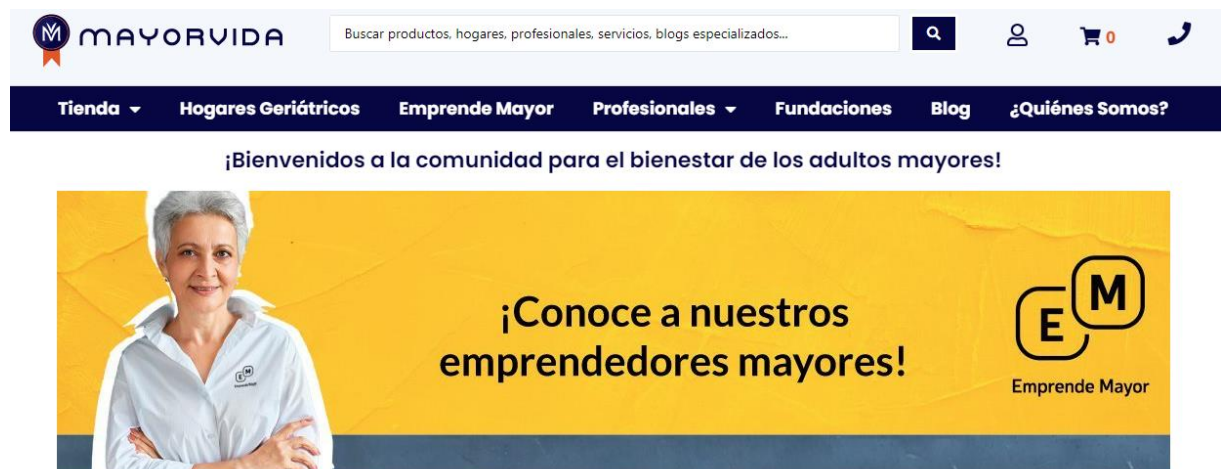 MAYORVIDA
Buscar productos, hogares, profesionales, servicios, blogs especializados...
0
Tienda Hogares Geriátricos Emprende Mayor Profesionales Fundaciones Blog ¿Quiénes Somos?
¡Bienvenidos a la comunidad para el bienestar de los adultos mayores!
¡Conoce a nuestros
emprendedores mayores!
E M
Emprende Mayor
E M